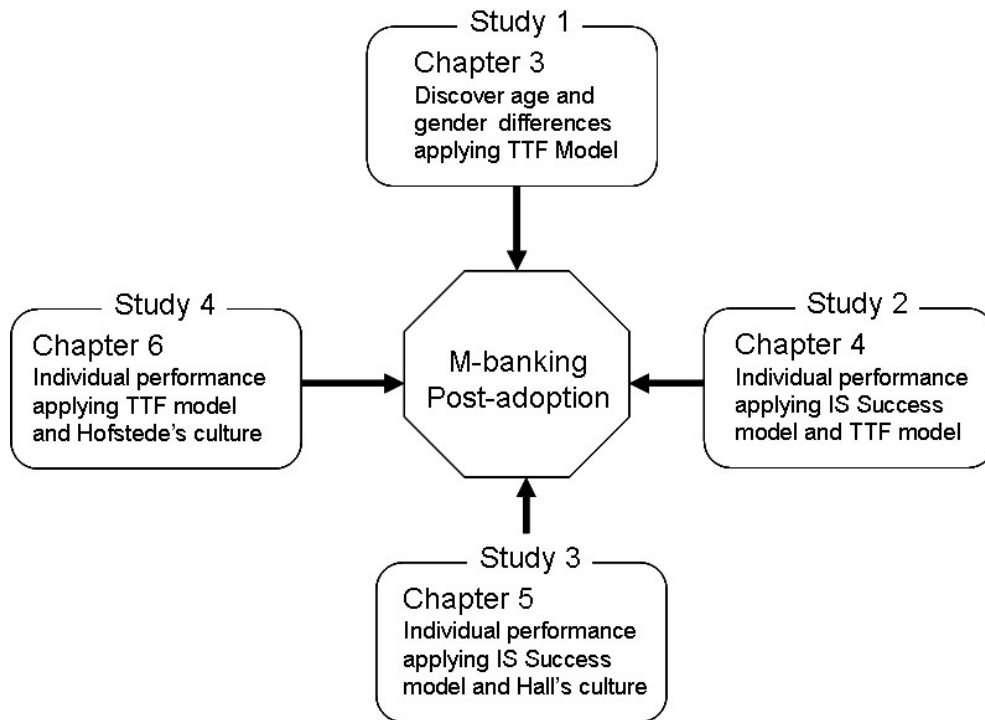 Study 1
Chapter 3
Discover age and
gender differences
applying TTF Model
Study 4
Chapter 6
Individual performance
applying TTF model
and Hofstede's culture
M-banking
Post-adoption
Study 2
Chapter 4
Individual performance
applying IS Success
model and TTF model
Study 3
Chapter 5
Individual performance
applying IS Success
model and Hall's culture